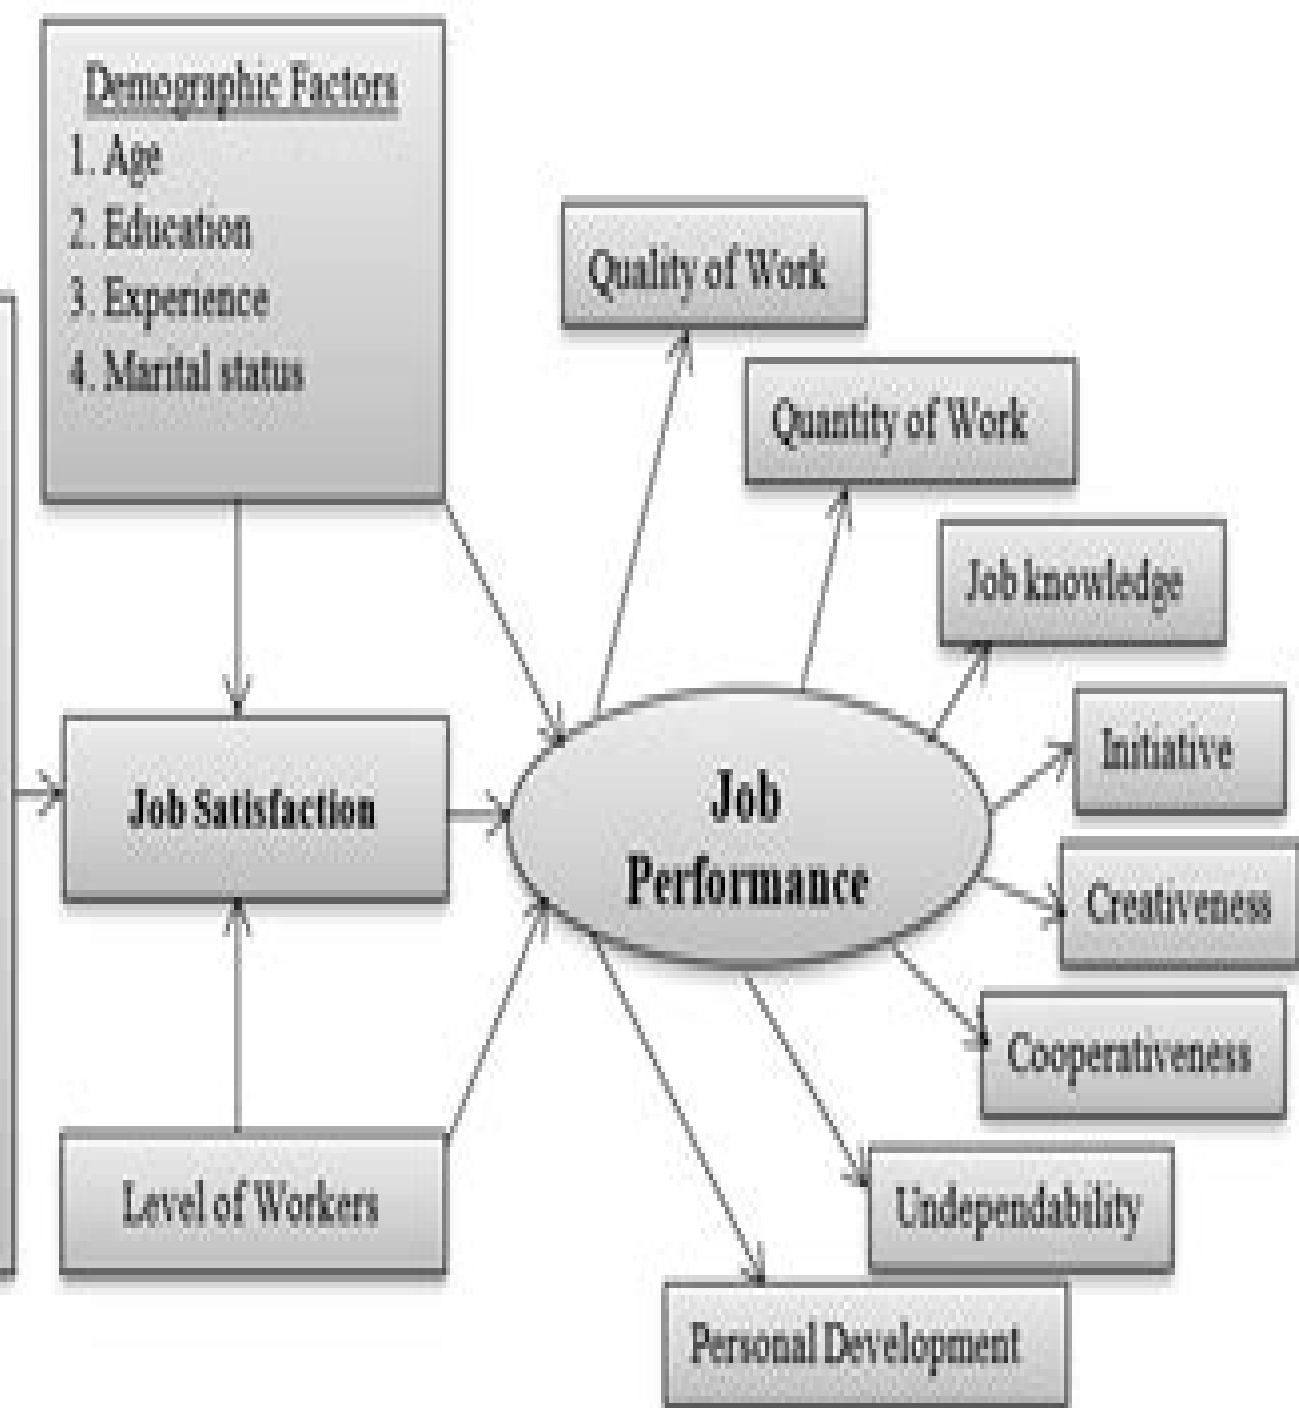 Demographic Factors
1. Age
2. Education
3. Experience
4. Marital status
Quality of Work
Quantity of Work
Job knowledge
Initiative
Job Satisfaction
Job
Performance
Creativeness
Cooperativeness
Level of Workers
Undependability
Personal Development